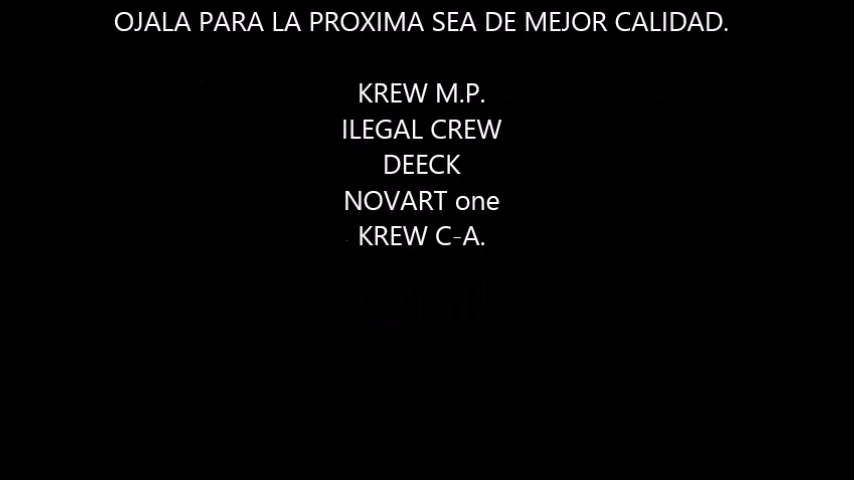 OJALA PARA LA PROXIMA SEA DE MEJOR CALIDAD.
KREW M.P.
ILEGAL CREW
DEECK
NOVART one
KREW C-A.